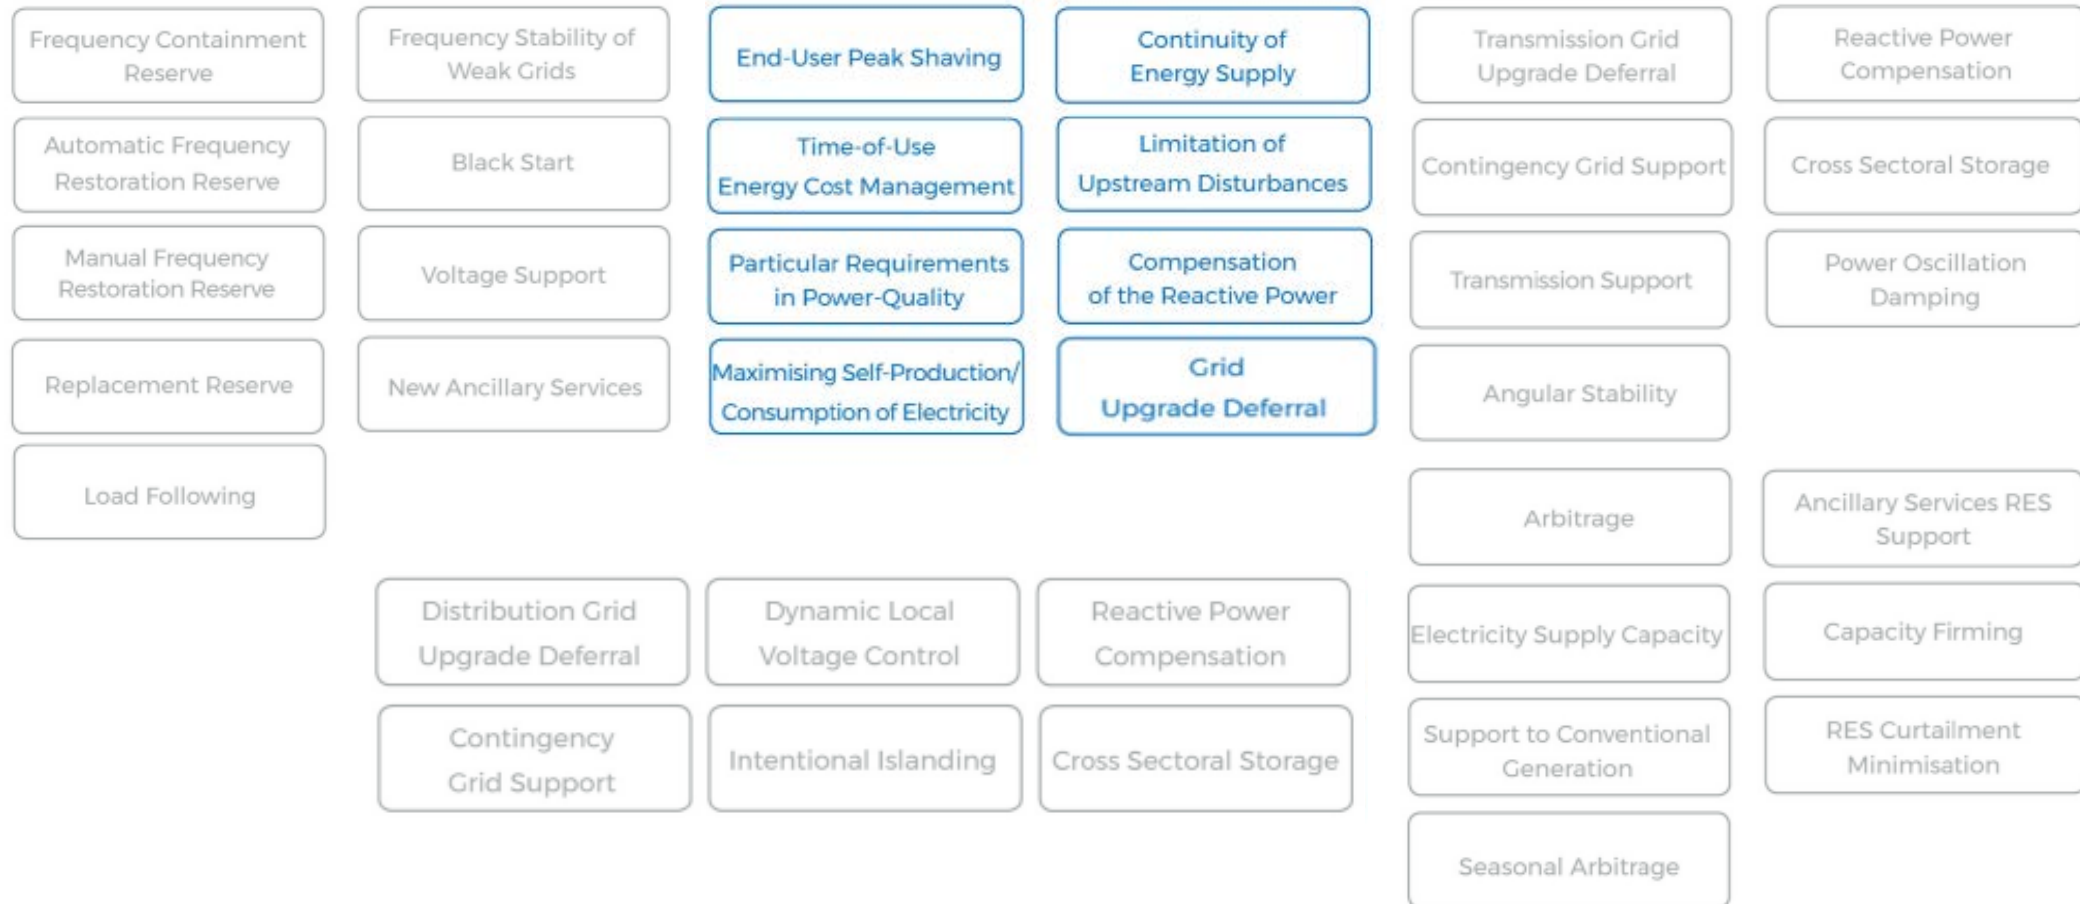 Frequency Containment
Reserve
Automatic Frequency
Restoration Reserve
Manual Frequency
Restoration Reserve
Replacement Reserve
Load Following
Frequency Stability of
Weak Grids
Black Start
Voltage Support
New Ancillary Services
End-User Peak Shaving
Time-of-Use
Energy Cost Management
Particular Requirements
in Power-Quality
Maximising Self-Production/
Consumption of Electricity
Continuity of
Energy Supply
Limitation of
Upstream Disturbances
Compensation
of the Reactive Power
Grid
Upgrade Deferral
Transmission Grid
Upgrade Deferral
Contingency Grid Support
Transmission Support
Angular Stability
Reactive Power
Compensation
Cross Sectoral Storage
Power Oscillation
Damping
Distribution Grid
Upgrade Deferral
Contingency
Grid Support
Dynamic Local
Voltage Control
Intentional Islanding
Reactive Power
Compensation
Cross Sectoral Storage
Arbitrage
Electricity Supply Capacity
Support to Conventional
Generation
Seasonal Arbitrage
Ancillary Services RES
Support
Capacity Firming
RES Curtailment
Minimisation